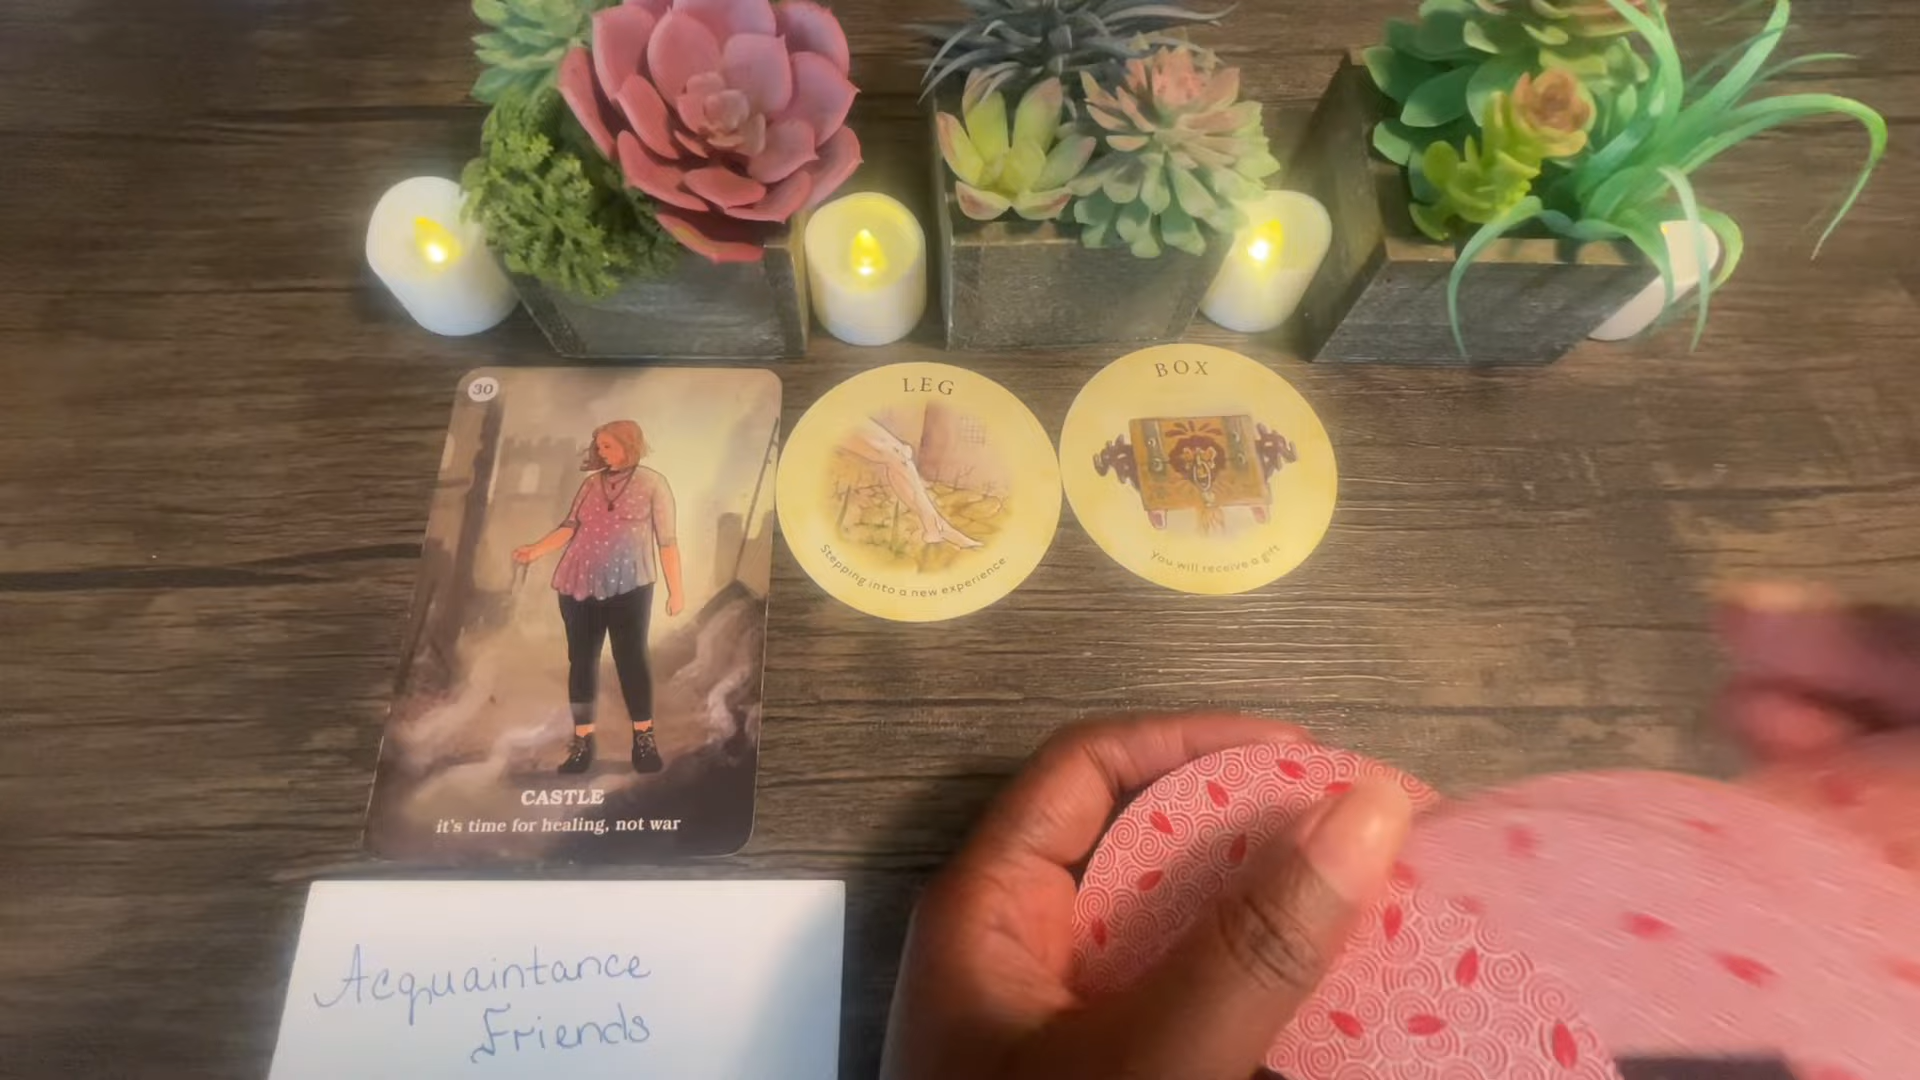 30
CASTLE
it's time for healing, not war
LEG
Stepping into a new experience
BOX
you will receive a gift
Acquaintance
Friends